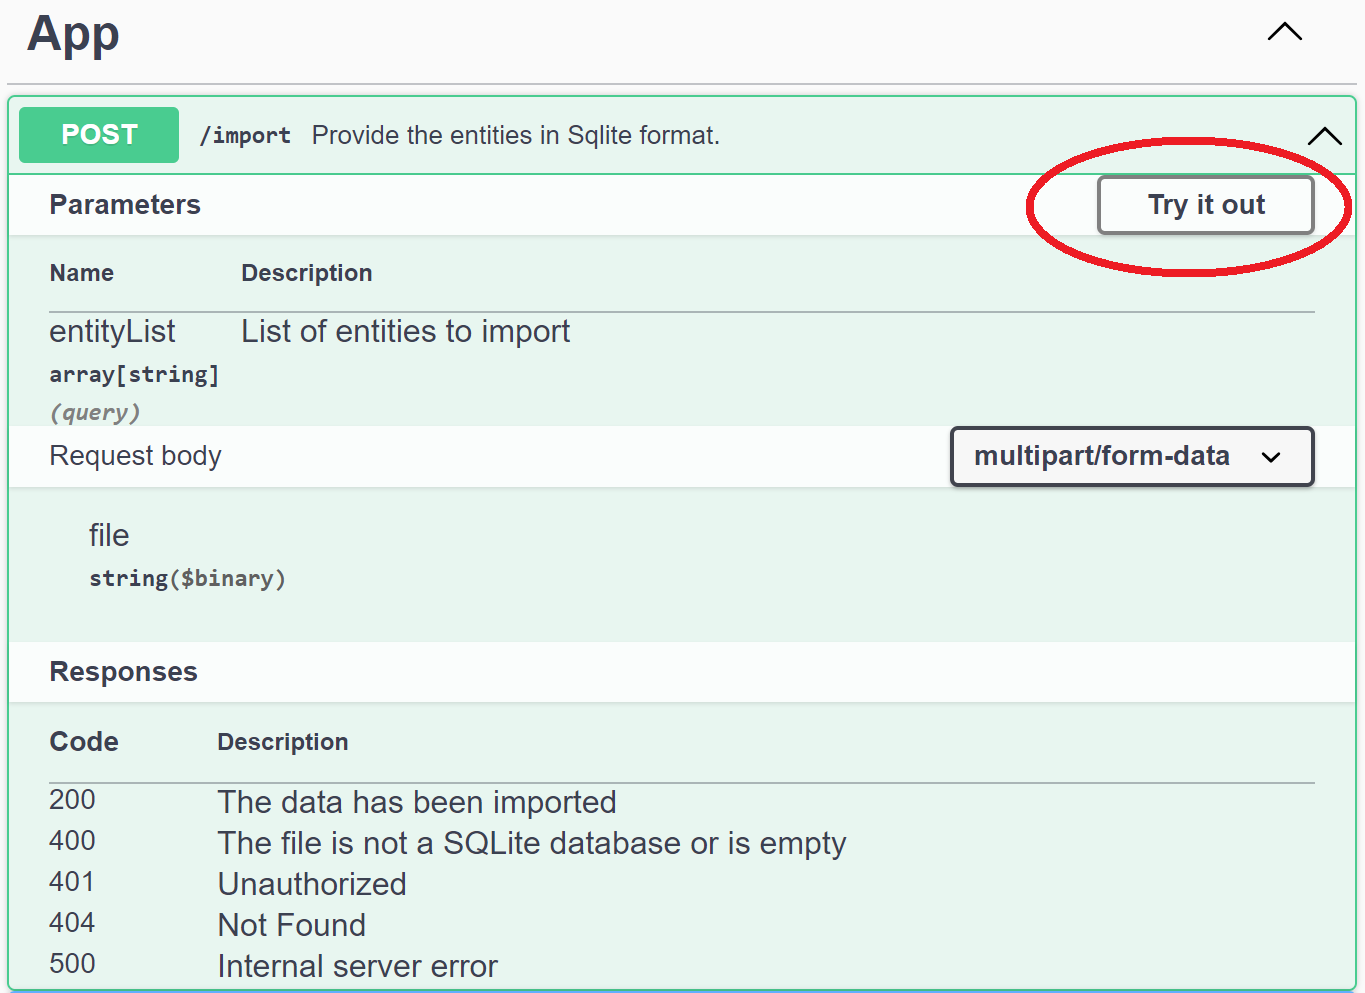 App
POST /import Provide the entities in Sqlite format.
Parameters Try it out
Name Description
entityList List of entities to import
array[string]
(query)
Request body multipart/form-data
file
string($binary)
Responses
Code Description
200 The data has been imported
400 The file is not a SQLite database or is empty
401 Unauthorized
404 Not Found
500 Internal server error